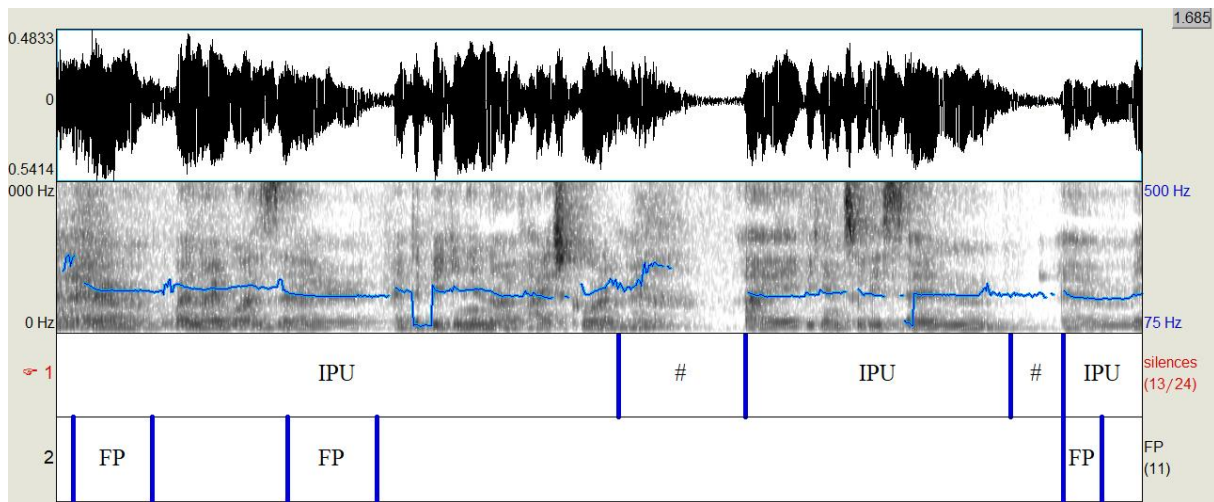 1.685
0.4833
0
0.5414
000 Hz
500 Hz
0 Hz
75 Hz
1 IPU # IPU # IPU silences
(13/24)
2 FP FP FP FP
(11)